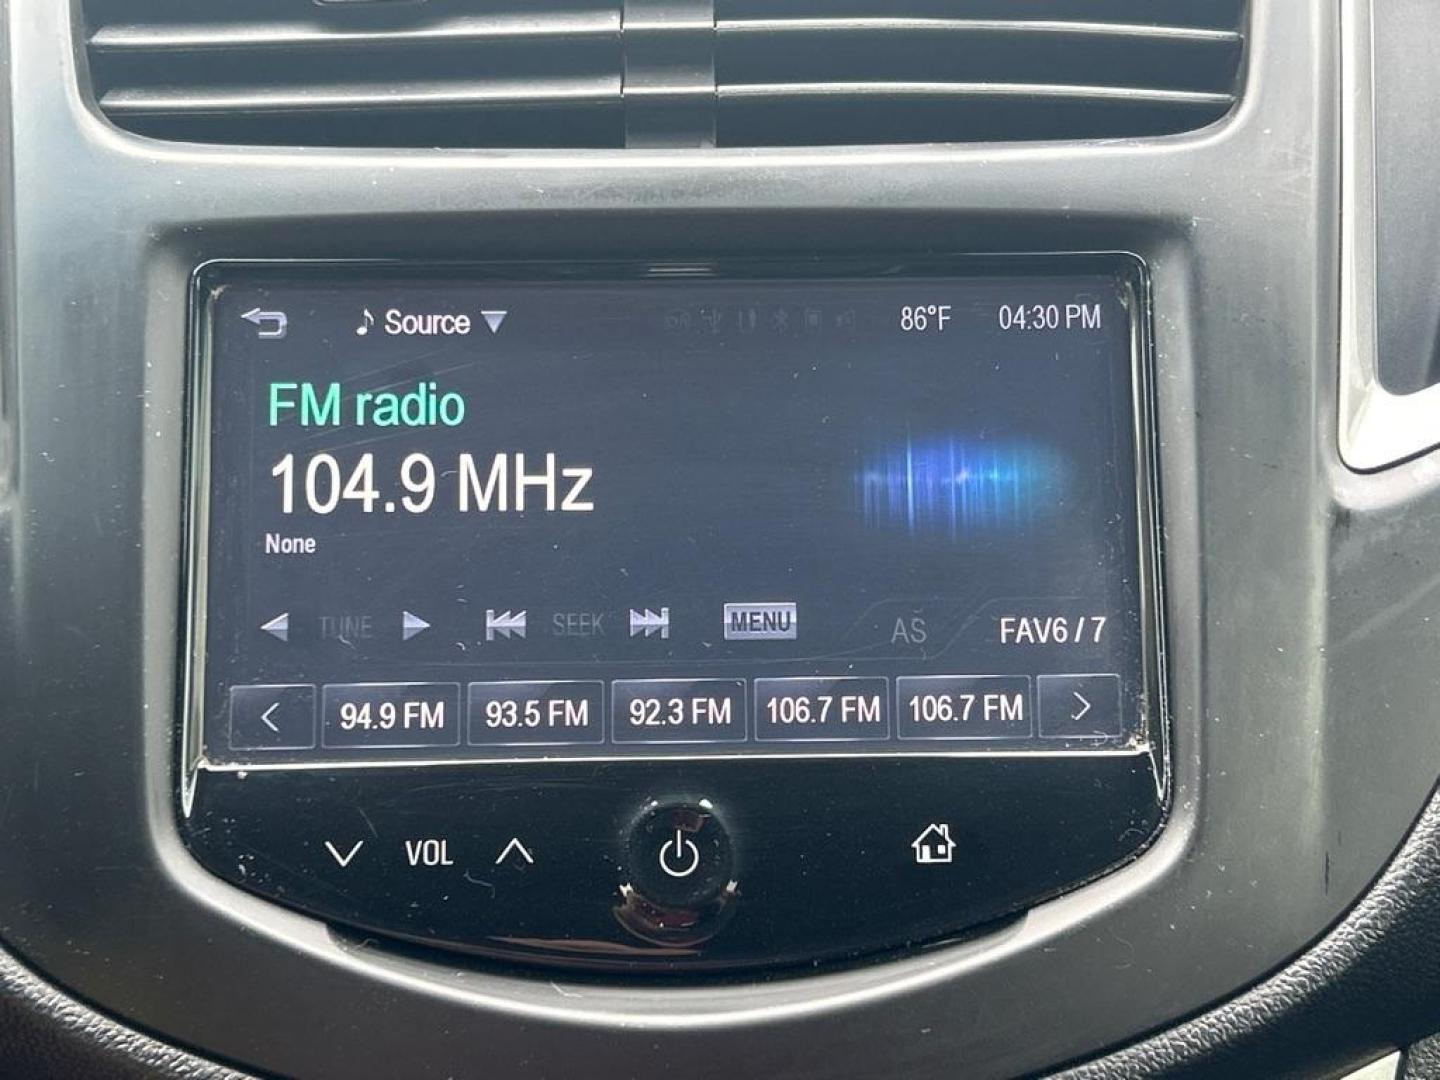 Source 86°F 04:30 PM
FM radio
104.9 MHz
None
TUNE SEEK MENU AS FAV6 / 7
94.9 FM 93.5 FM 92.3 FM 106.7 FM 106.7 FM
VOL